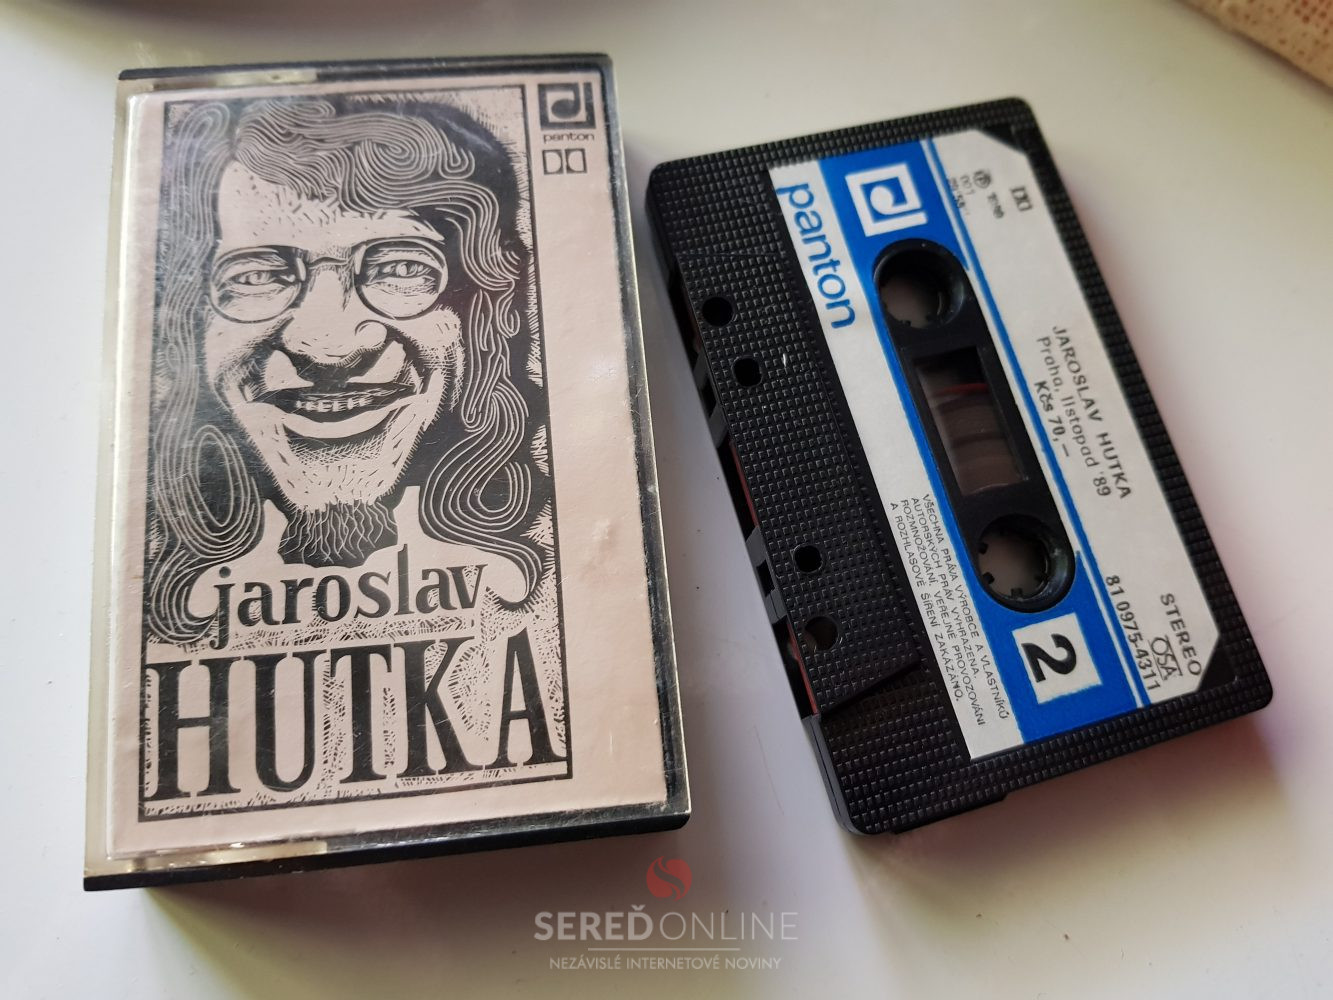 panton
jaroslav
HUTKA
panton
JAROSLAV HUTKA
Praha, listopad '89
Kčs 70,–
STEREO
OSA
81 0975-4311
2
VŠECHNA PRÁVA VÝROBCE A VLASTNÍKŮ
AUTORSKÝCH PRÁV VYHRAZENA.
ROZMNOŽOVÁNÍ, VEŘEJNÉ PROVOZOVÁNÍ
A ROZHLASOVÉ ŠÍŘENÍ ZAKÁZÁNO.
SEREĎONLINE
NEZÁVISLÉ INTERNETOVÉ NOVINY